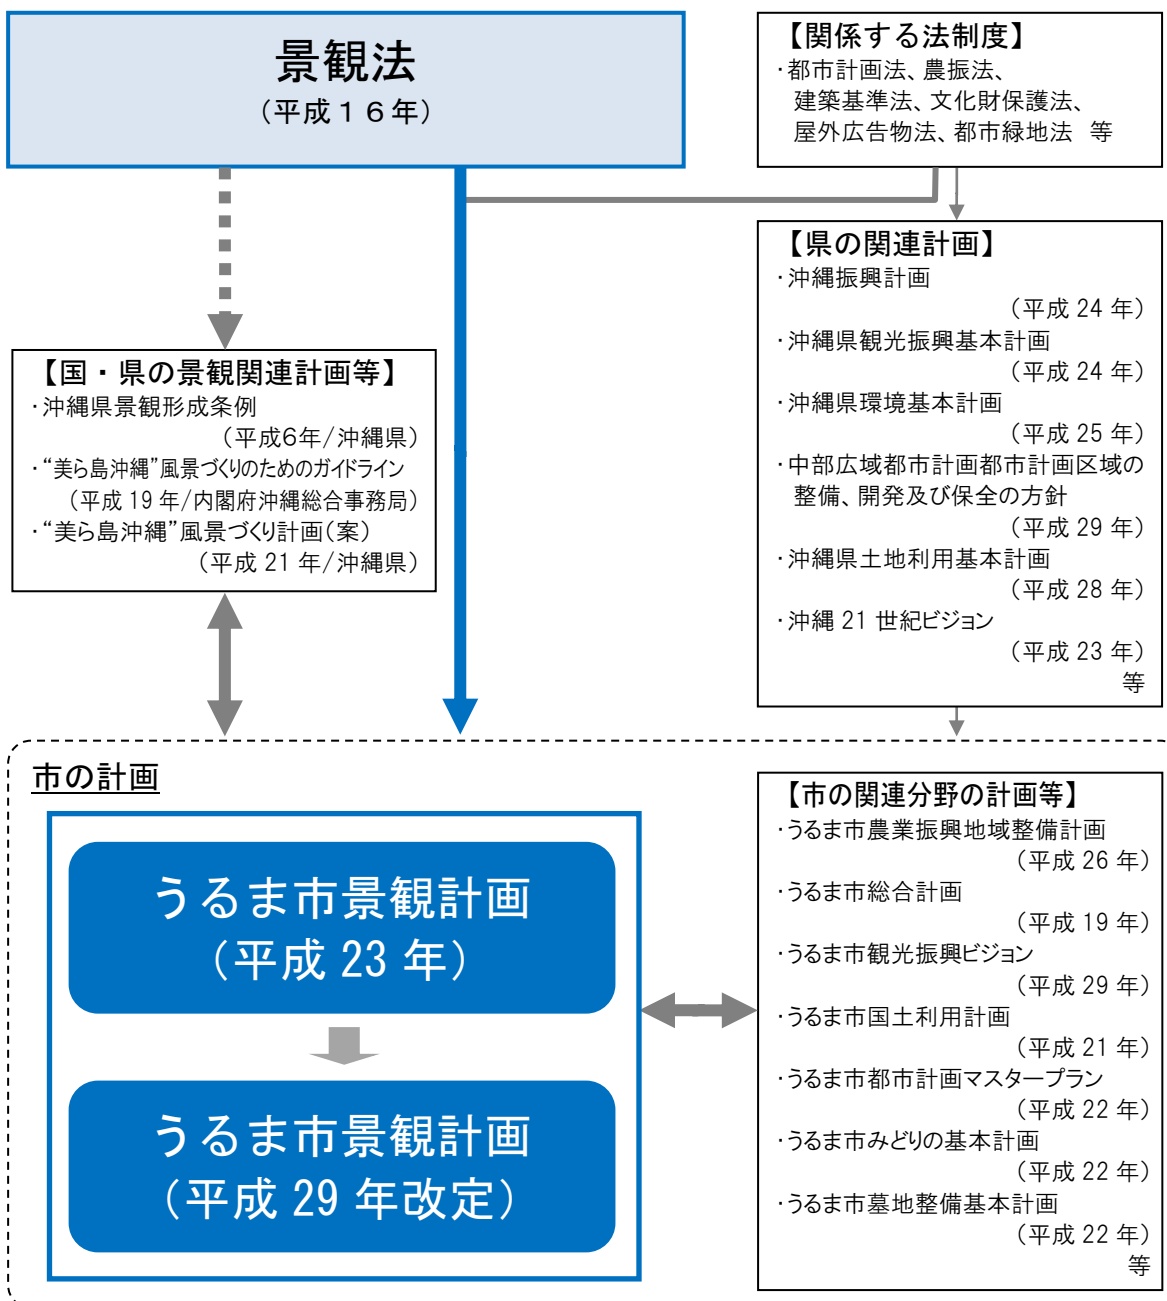 景観法
（平成１６年）
【関係する法制度】
・都市計画法、農振法、
建築基準法、文化財保護法、
屋外広告物法、都市緑地法 等
【県の関連計画】
・沖縄振興計画
（平成 24 年）
・沖縄県観光振興基本計画
（平成 24 年）
・沖縄県環境基本計画
（平成 25 年）
・中部広域都市計画都市計画区域の
整備、開発及び保全の方針
（平成 29 年）
・沖縄県土地利用基本計画
（平成 28 年）
・沖縄 21 世紀ビジョン
（平成 23 年）
等
【国・県の景観関連計画等】
・沖縄県景観形成条例
（平成６年/沖縄県）
・“美ら島沖縄”風景づくりのためのガイドライン
（平成 19 年/内閣府沖縄総合事務局）
・“美ら島沖縄”風景づくり計画（案）
（平成 21 年/沖縄県）
市の計画
うるま市景観計画
（平成 23 年）
うるま市景観計画
（平成 29 年改定）
【市の関連分野の計画等】
・うるま市農業振興地域整備計画
（平成 26 年）
・うるま市総合計画
（平成 19 年）
・うるま市観光振興ビジョン
（平成 29 年）
・うるま市国土利用計画
（平成 21 年）
・うるま市都市計画マスタープラン
（平成 22 年）
・うるま市みどりの基本計画
（平成 22 年）
・うるま市墓地整備基本計画
（平成 22 年）
等